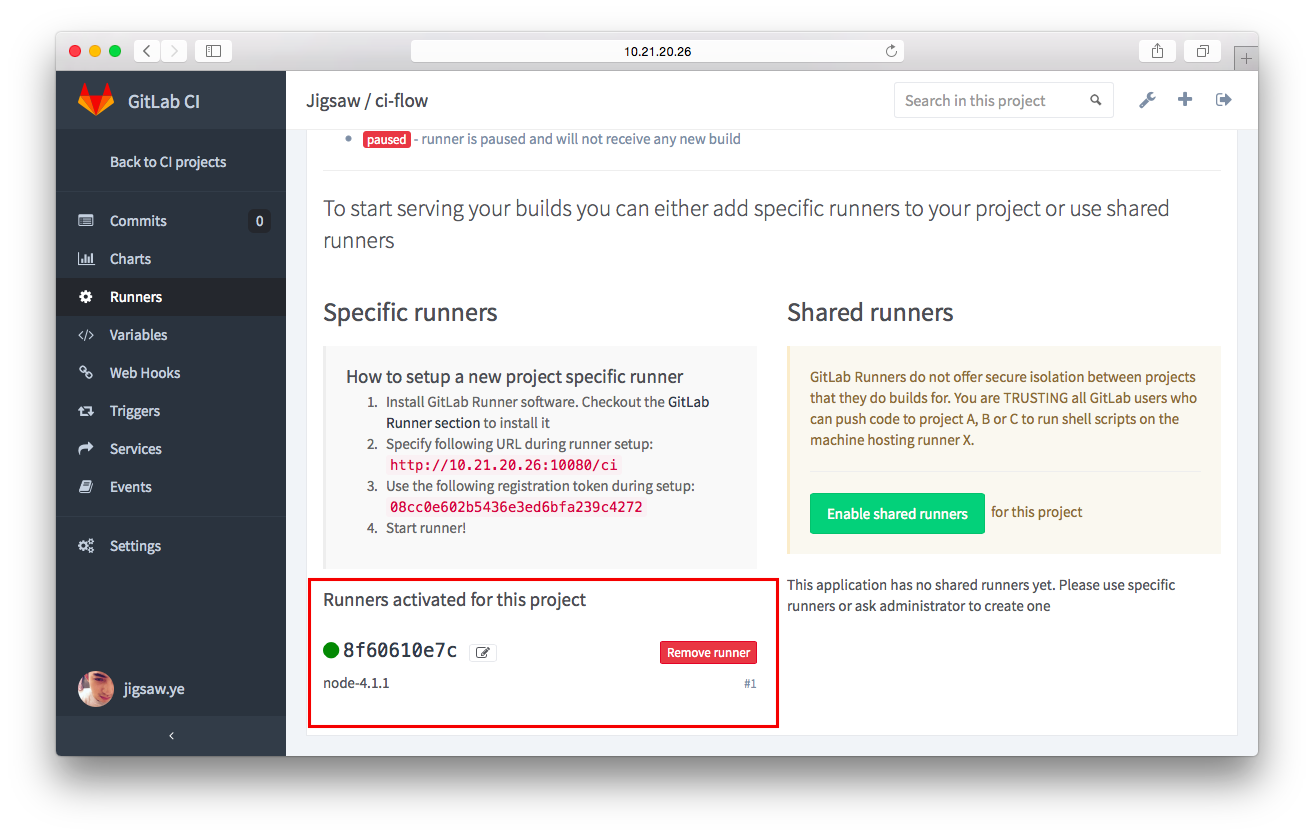 10.21.20.26
GitLab CI
Jigsaw / ci-flow
Search in this project
Back to CI projects
Commits 0
Charts
Runners
Variables
Web Hooks
Triggers
Services
Events
Settings
jigsaw.ye
paused - runner is paused and will not receive any new build
To start serving your builds you can either add specific runners to your project or use shared
runners
Specific runners
How to setup a new project specific runner
1. Install GitLab Runner software. Checkout the GitLab
Runner section to install it
2. Specify following URL during runner setup:
http://10.21.20.26:10080/ci
3. Use the following registration token during setup:
08cc0e602b5436e3ed6bfa239c4272
4. Start runner!
Runners activated for this project
8f60610e7c
Remove runner
node-4.1.1
#1
Shared runners
GitLab Runners do not offer secure isolation between projects
that they do builds for. You are TRUSTING all GitLab users who
can push code to project A, B or C to run shell scripts on the
machine hosting runner X.
Enable shared runners for this project
This application has no shared runners yet. Please use specific
runners or ask administrator to create one